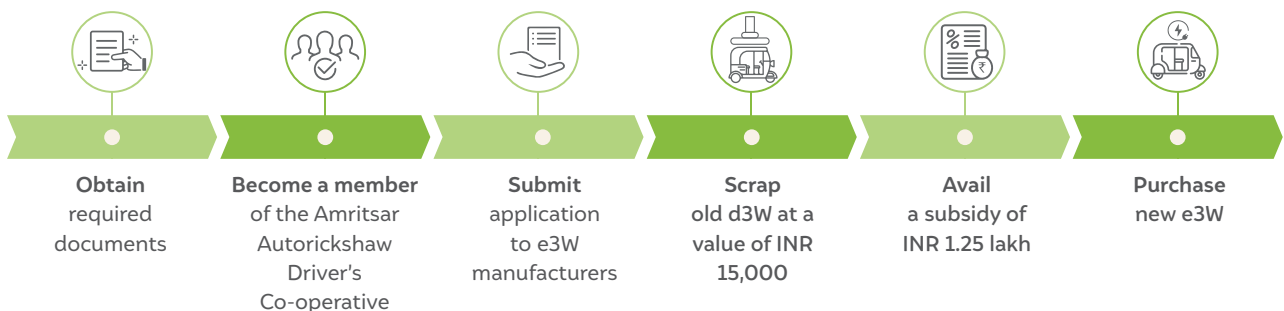 Obtain
required
documents
Become a member
of the Amritsar
Autorickshaw
Driver's
Co-operative
Submit
application
to e3W
manufacturers
Scrap
old d3W at a
value of INR
15,000
Avail
a subsidy of
INR 1.25 lakh
Purchase
new e3W